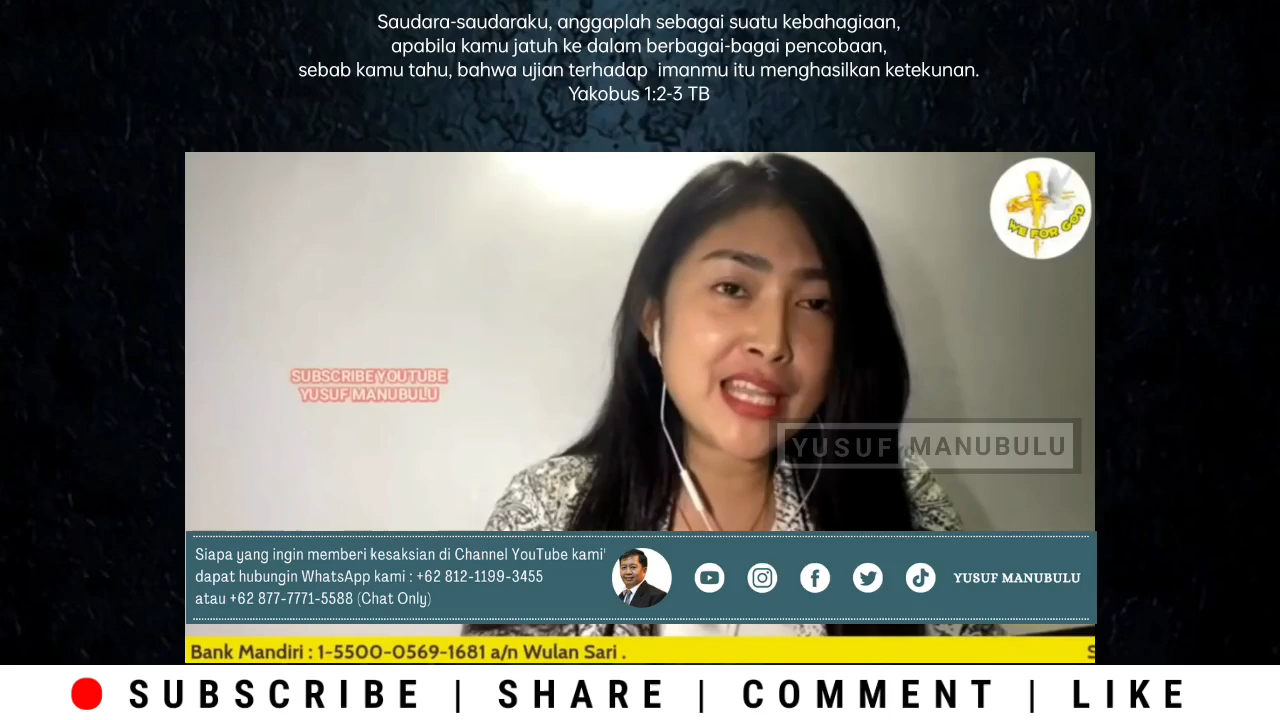 Saudara-saudaraku, anggaplah sebagai suatu kebahagiaan,
apabila kamu jatuh ke dalam berbagai-bagai pencobaan,
sebab kamu tahu, bahwa ujian terhadap  imanmu itu menghasilkan ketekunan.
Yakobus 1:2-3 TB
WE FOR GOD
SUBSCRIBE YOUTUBE
YUSUF MANUBULU
YUSUF MANUBULU
Siapa yang ingin memberi kesaksian di Channel YouTube kami'
dapat hubungin WhatsApp kami : +62 812-1199-3455
atau +62 877-7771-5588 (Chat Only)
YUSUF MANUBULU
Bank Mandiri : 1-5500-0569-1681 a/n Wulan Sari . S
SUBSCRIBE | SHARE | COMMENT | LIKE